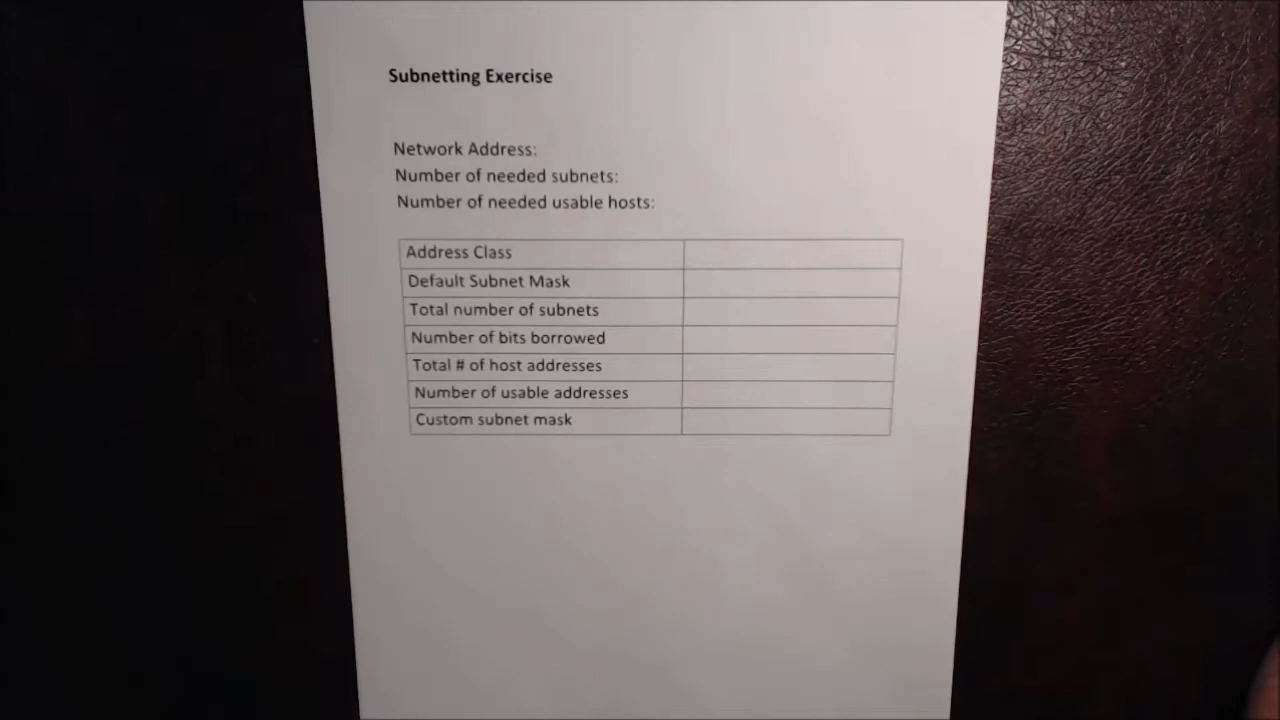 Subnetting Exercise
Network Address:
Number of needed subnets:
Number of needed usable hosts:
Address Class
Default Subnet Mask
Total number of subnets
Number of bits borrowed
Total # of host addresses
Number of usable addresses
Custom subnet mask